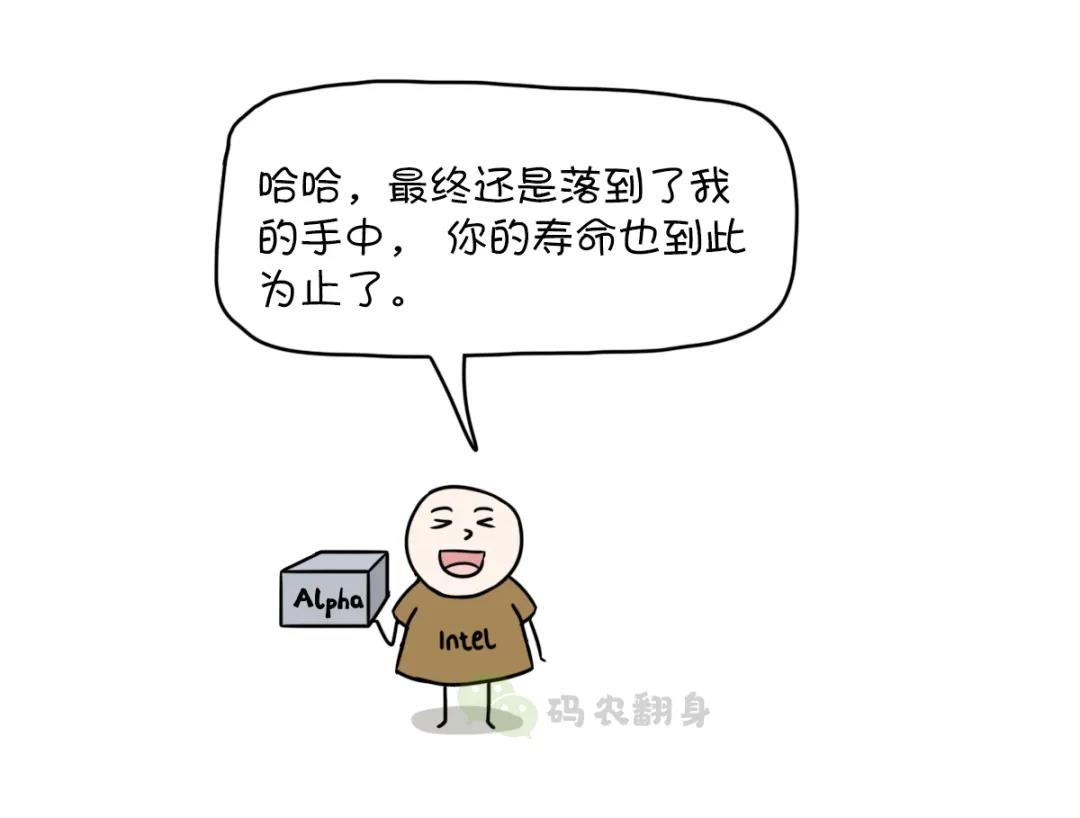 哈哈，最终还是落到了我
的手中， 你的寿命也到此
为止了。
Alpha
Intel
码农翻身